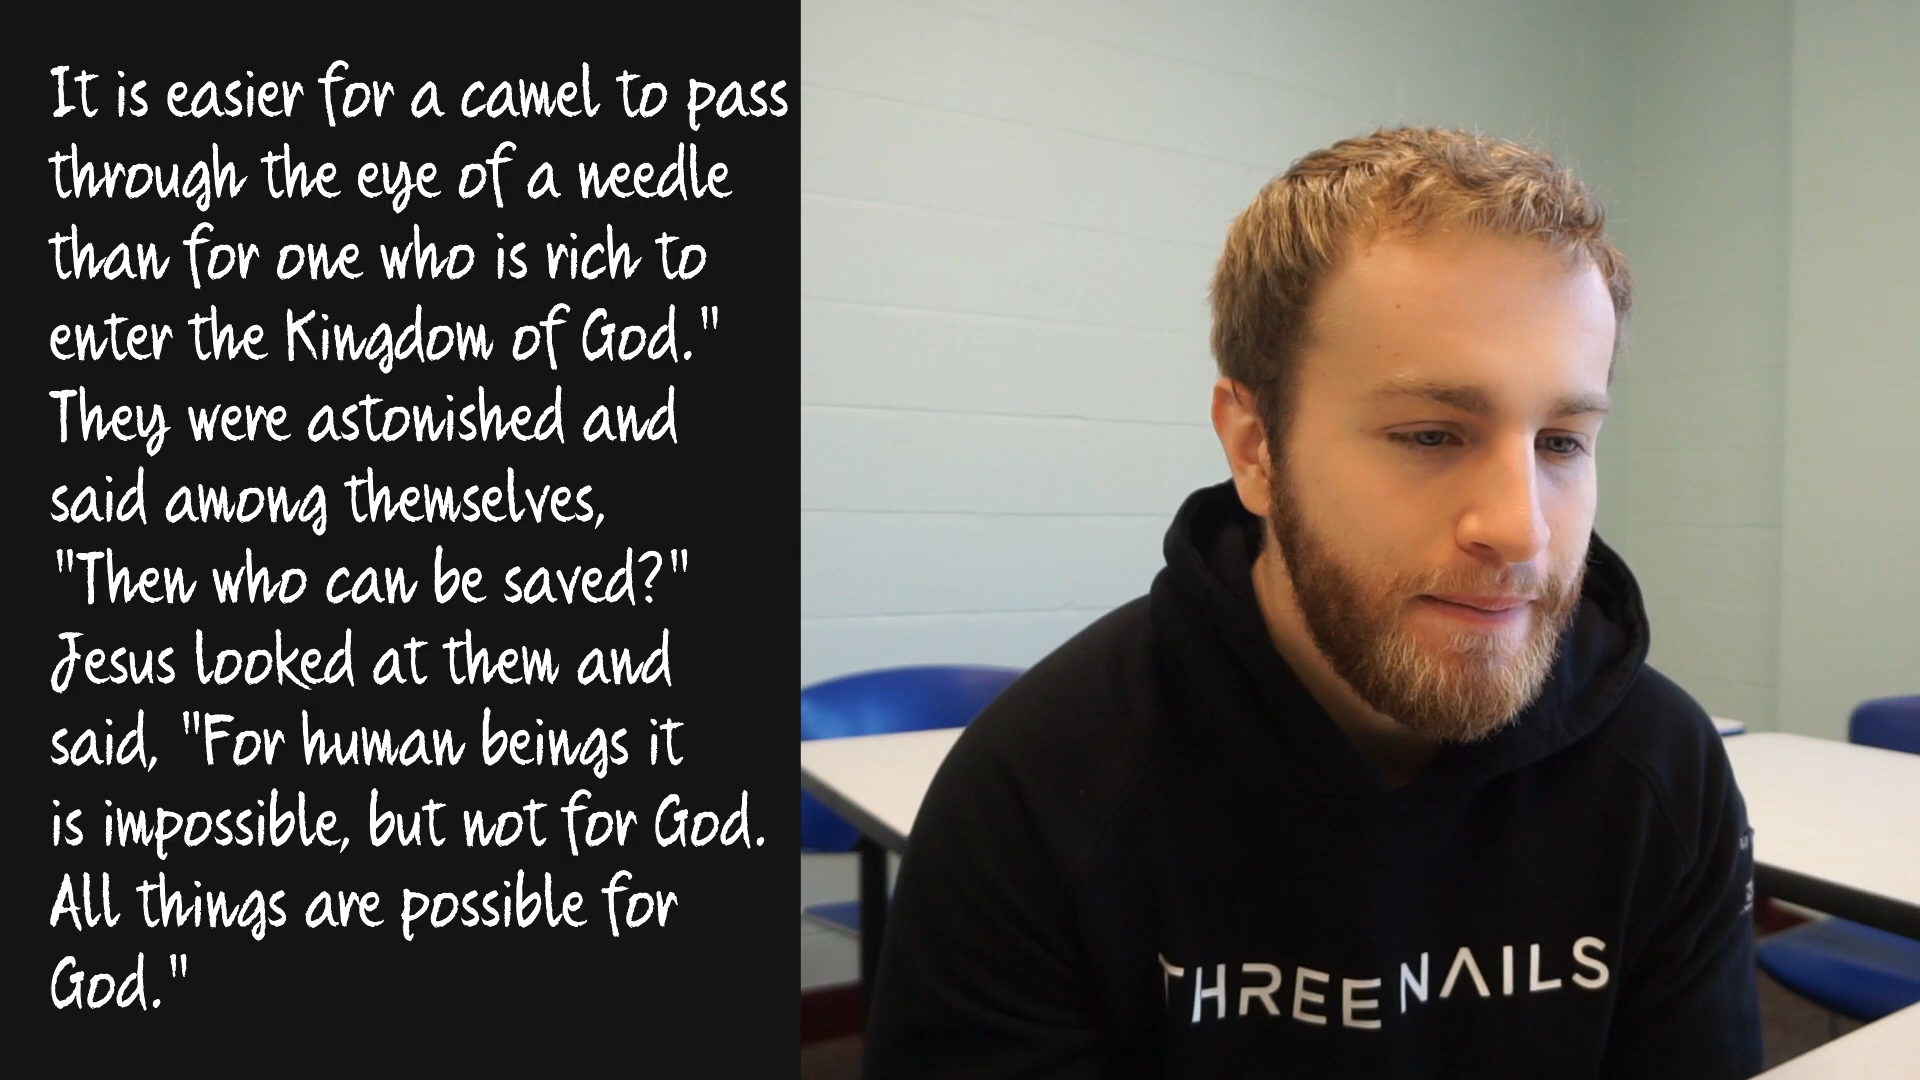 It is easier for a camel to pass
through the eye of a needle
than for one who is rich to
enter the Kingdom of God."
They were astonished and
said among themselves,
"Then who can be saved?"
Jesus looked at them and
said, "For human beings it
is impossible, but not for God.
All things are possible for
God."
THREE NAILS